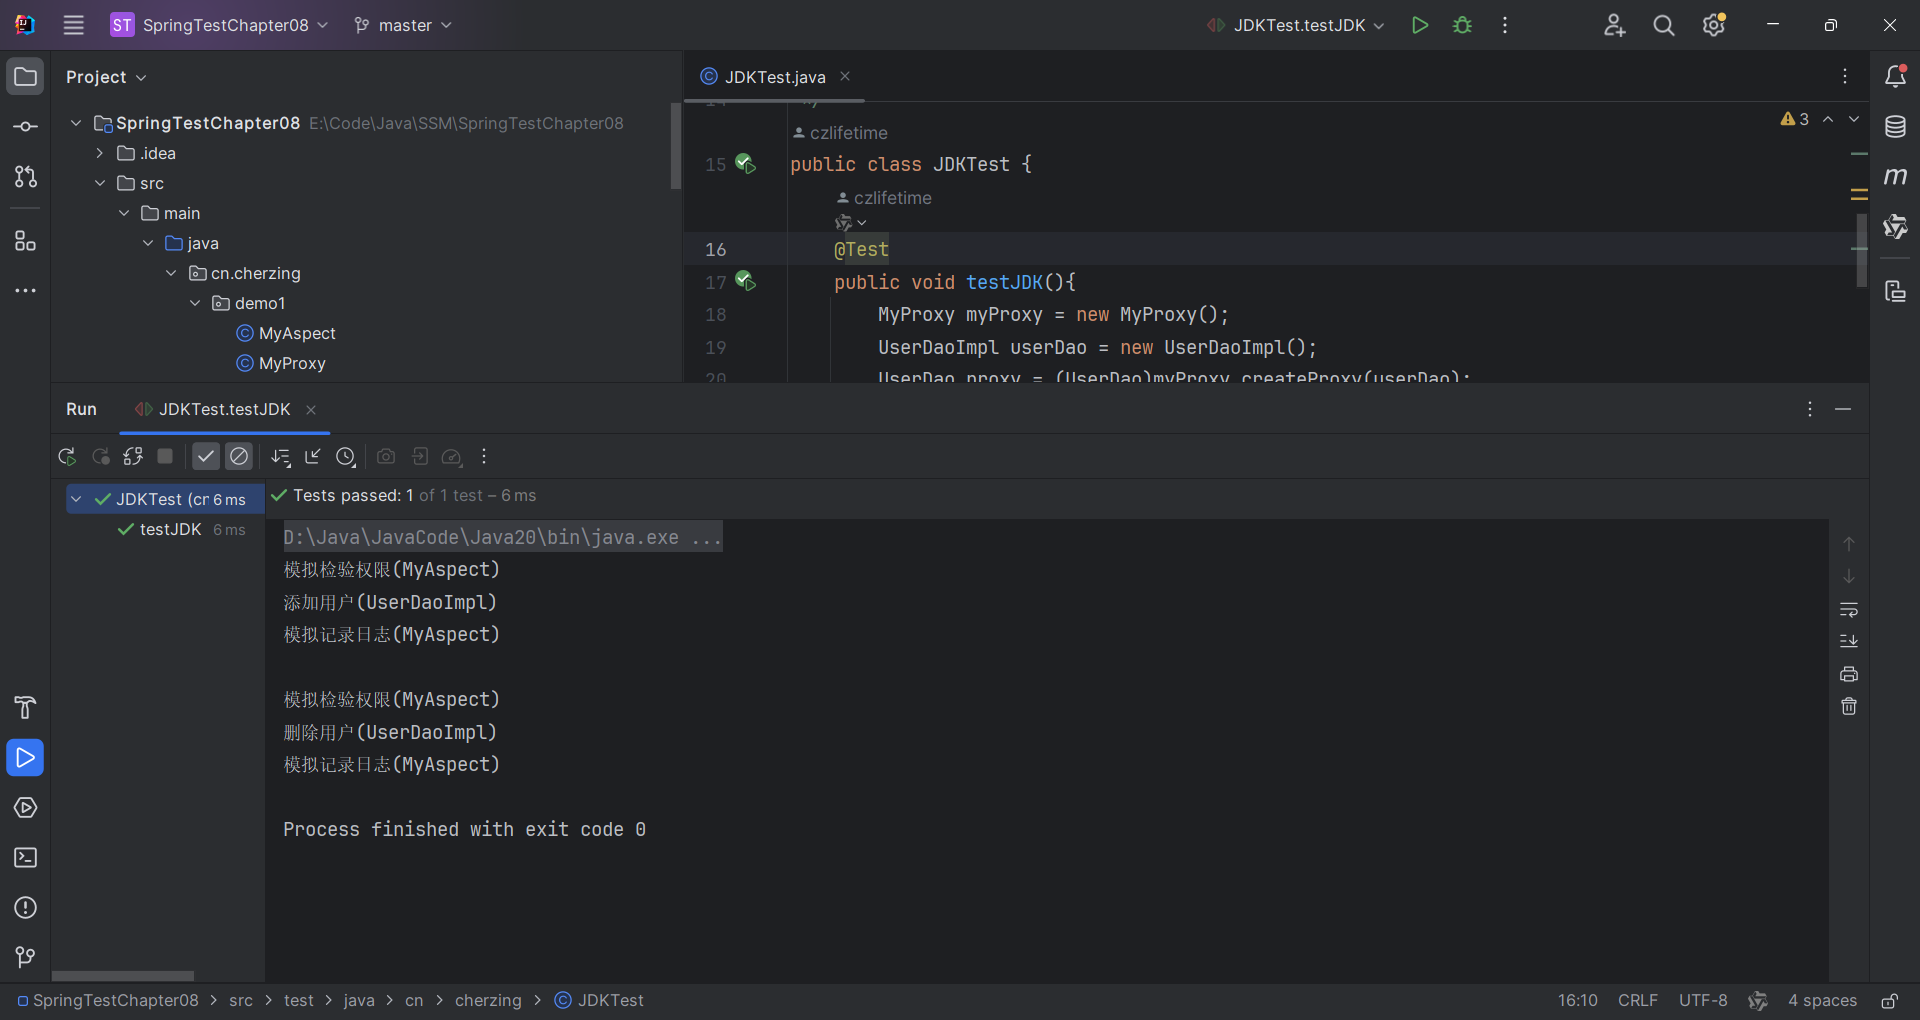 ST SpringTestChapter08 master JDKTest.testJDK
Project
SpringTestChapter08 E:\Code\Java\SSM\SpringTestChapter08
.idea
src
main
java
cn.cherzing
demo1
MyAspect
MyProxy
JDKTest.java
3
czlifetime
15 public class JDKTest {
czlifetime
16 @Test
17 public void testJDK(){
18 MyProxy myProxy = new MyProxy();
19 UserDaoImpl userDao = new UserDaoImpl();
20 UserDao proxy = (UserDao)myProxy.createProxy(userDao);
Run JDKTest.testJDK
JDKTest (cr 6 ms
testJDK 6 ms
Tests passed: 1 of 1 test – 6 ms
D:\Java\JavaCode\Java20\bin\java.exe ...
模拟检验权限(MyAspect)
添加用户(UserDaoImpl)
模拟记录日志(MyAspect)
模拟检验权限(MyAspect)
删除用户(UserDaoImpl)
模拟记录日志(MyAspect)
Process finished with exit code 0
SpringTestChapter08 > src > test > java > cn > cherzing > JDKTest
16:10 CRLF UTF-8 4 spaces